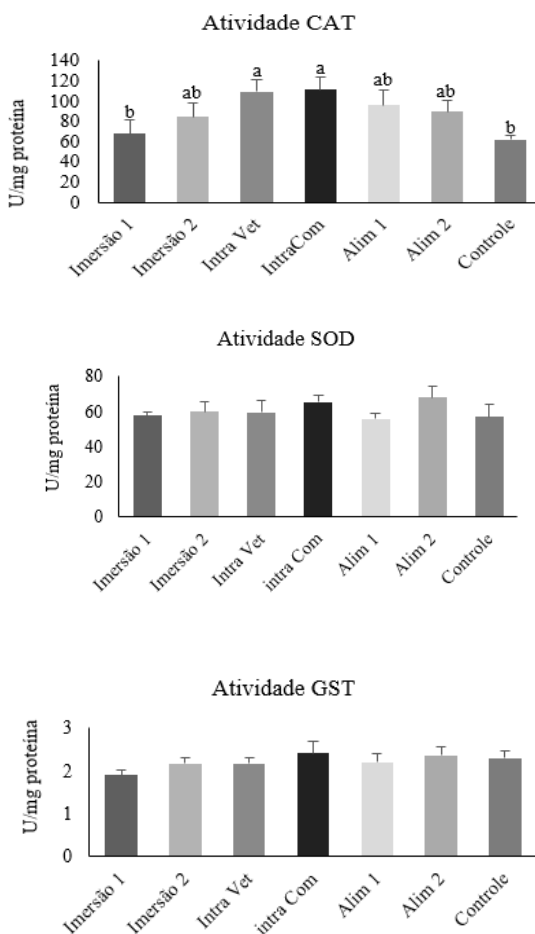 Atividade CAT
U/mg proteína
140
120
100
80
60
40
20
0
b
ab
a
a
ab
ab
b
Imersão 1
Imersão 2
Intra Vet
IntraCom
Alim 1
Alim 2
Controle
Atividade SOD
U/mg proteína
80
60
40
20
0
Imersão 1
Imersão 2
Intra Vet
intra Com
Alim 1
Alim 2
Controle
Atividade GST
U/mg proteína
3
2
1
0
Imersão 1
Imersão 2
Intra Vet
intra Com
Alim 1
Alim 2
Controle